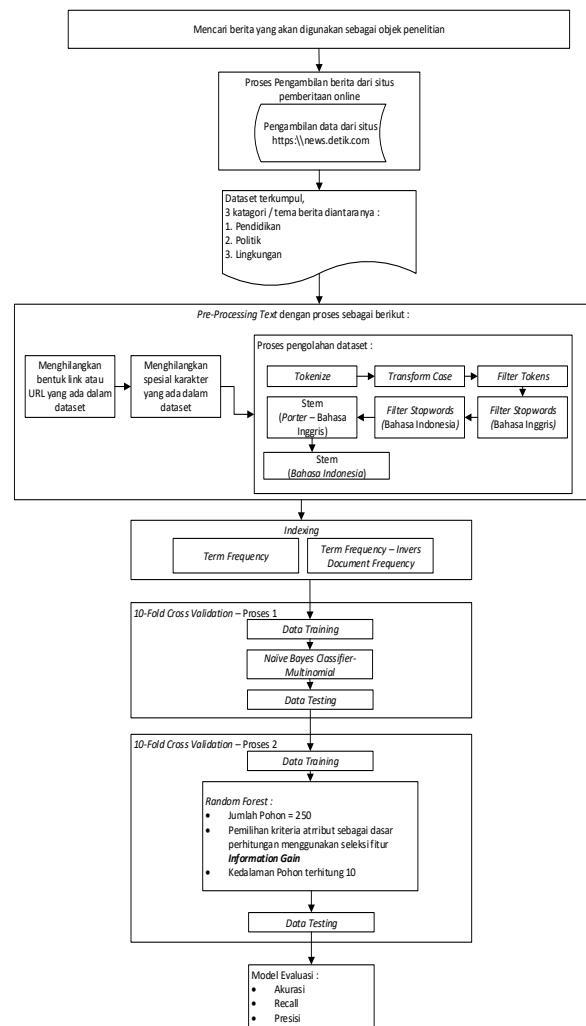 Mencari berita yang akan digunakan sebagai objek penelitian
Proses Pengambilan berita dari situs
pemberitaan online
Pengambilan data dari situs
https:\\news.detik.com
Dataset terkumpul,
3 katagori / tema berita diantaranya :
1. Pendidikan
2. Politik
3. Lingkungan
Pre-Processing Text dengan proses sebagai berikut :
Menghilangkan
bentuk link atau
URL yang ada dalam
dataset
Menghilangkan
spesial karakter
yang ada dalam
dataset
Proses pengolahan dataset :
Tokenize
Transform Case
Filter Tokens
Filter Stopwords
(Bahasa Inggris)
Filter Stopwords
(Bahasa Indonesia)
Stem
(Porter – Bahasa
Inggris)
Stem
(Bahasa Indonesia)
Indexing
Term Frequency
Term Frequency – Invers
Document Frequency
10-Fold Cross Validation – Proses 1
Data Training
Naïve Bayes Classifier-
Multinomial
Data Testing
10-Fold Cross Validation – Proses 2
Data Training
Random Forest :
• Jumlah Pohon = 250
• Pemilihan kriteria atrribut sebagai dasar
perhitungan menggunakan seleksi fitur
Information Gain
• Kedalaman Pohon terhitung 10
Data Testing
Model Evaluasi :
• Akurasi
• Recall
• Presisi